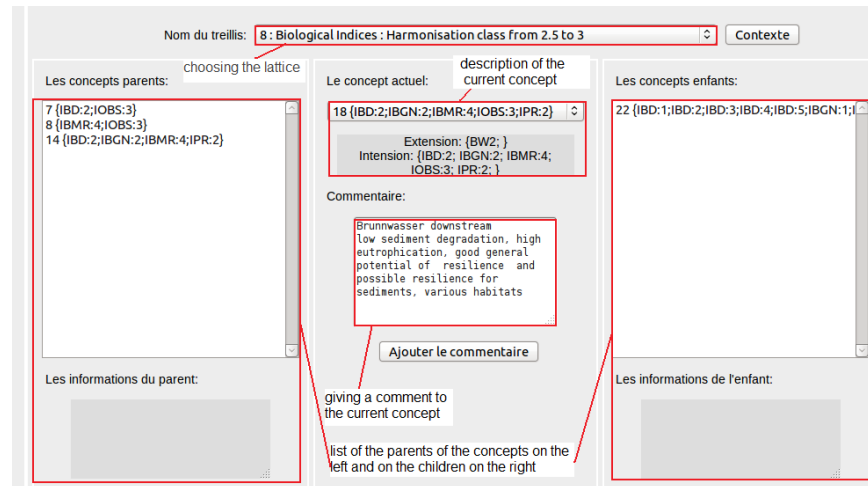 Nom du treillis: 8 : Biological Indices : Harmonisation class from 2.5 to 3 Contexte
choosing the lattice
description of the
current concept
Les concepts parents:
7 {IBD:2;IOBS:3}
8 {IBMR:4;IOBS:3}
14 {IBD:2;IBGN:2;IBMR:4;IPR:2}
Les informations du parent:
Le concept actuel:
18 {IBD:2;IBGN:2;IBMR:4;IOBS:3;IPR:2}
Extension: {BW2; }
Intension: {IBD:2; IBGN:2; IBMR:4;
IOBS:3; IPR:2; }
Commentaire:
Brunnwasser downstream
low sediment degradation, high
eutrophication, good general
potential of resilience and
possible resilience for
sediments, various habitats
Ajouter le commentaire
giving a comment to
the current concept
list of the parents of the concepts on the
left and on the children on the right
Les concepts enfants:
22 {IBD:1;IBD:2;IBD:3;IBD:4;IBD:5;IBGN:1;
Les informations de l'enfant: